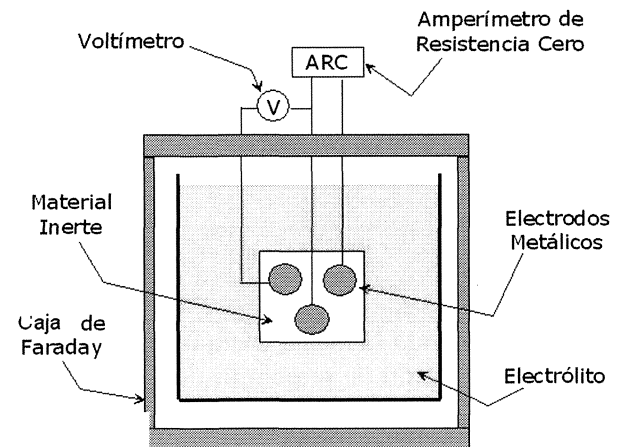 Amperímetro de
Resistencia Cero
Voltímetro
ARC
V
Material
Inerte
Electrodos
Metálicos
Caja de
Faraday
Electrólito